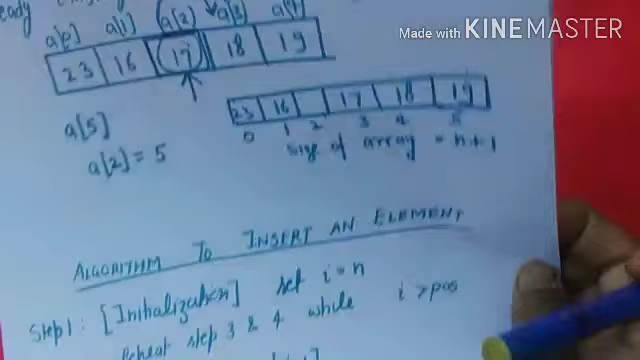 eady
Made with KINEMASTER
a[0] a[1] a[2] a[3] a[4]
23 16 17 18 19
a[5]
a[2] = 5
23 16 17 18 19
0 1 2 3 4 5
size of array = n+1
ALGORITHM TO INSERT AN ELEMENT
Step1: [Initialization] set i=n
Repeat step 3 & 4 while i > pos